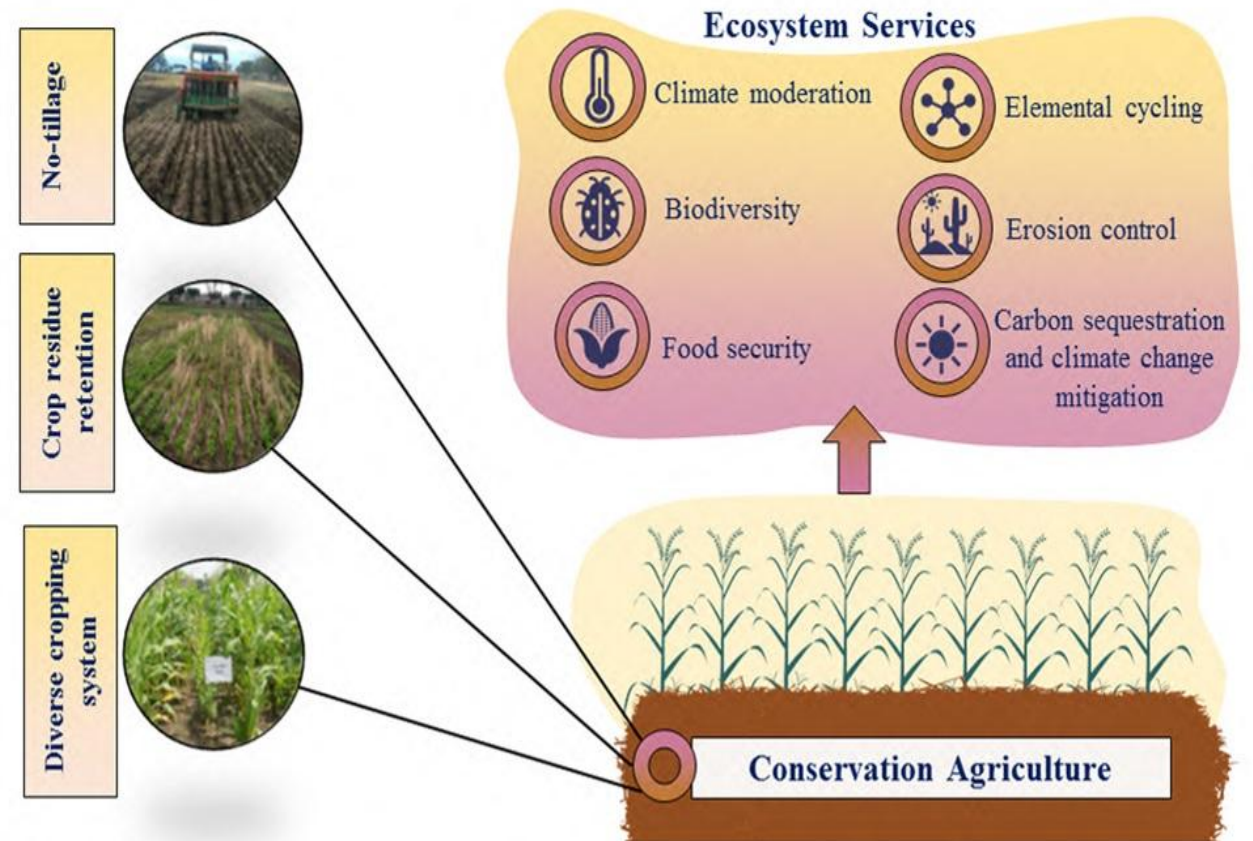 No-tillage
Crop residue
retention
Diverse cropping
system
Ecosystem Services
Climate moderation
Biodiversity
Food security
Elemental cycling
Erosion control
Carbon sequestration
and climate change
mitigation
Conservation Agriculture